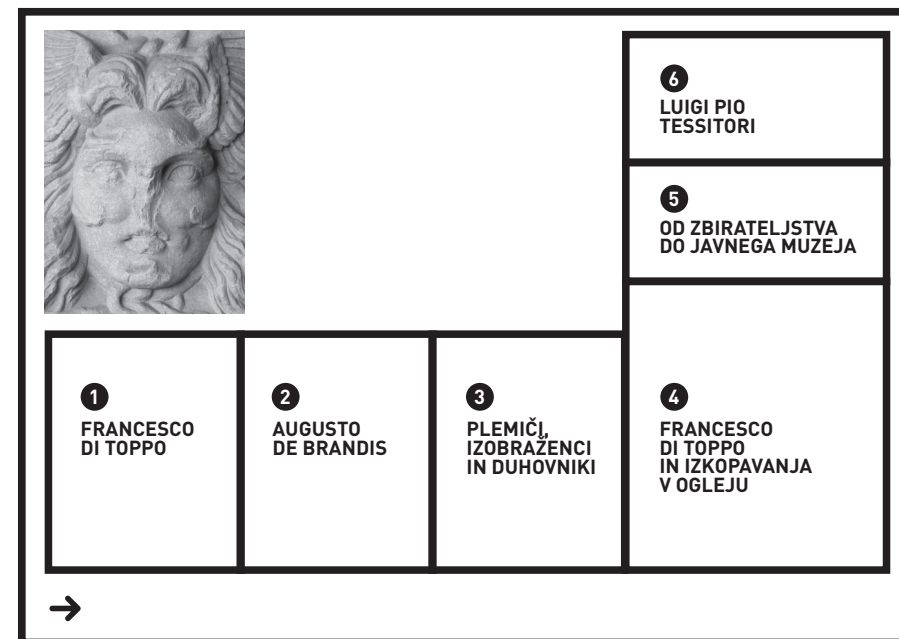 1
FRANCESCO
DI TOPPO
2
AUGUSTO
DE BRANDIS
3
PLEMIČI,
IZOBRAŽENCI
IN DUHOVNIKI
4
FRANCESCO
DI TOPPO
IN IZKOPAVANJA
V OGLEJU
5
OD ZBIRATELJSTVA
DO JAVNEGA MUZEJA
6
LUIGI PIO
TESSITORI